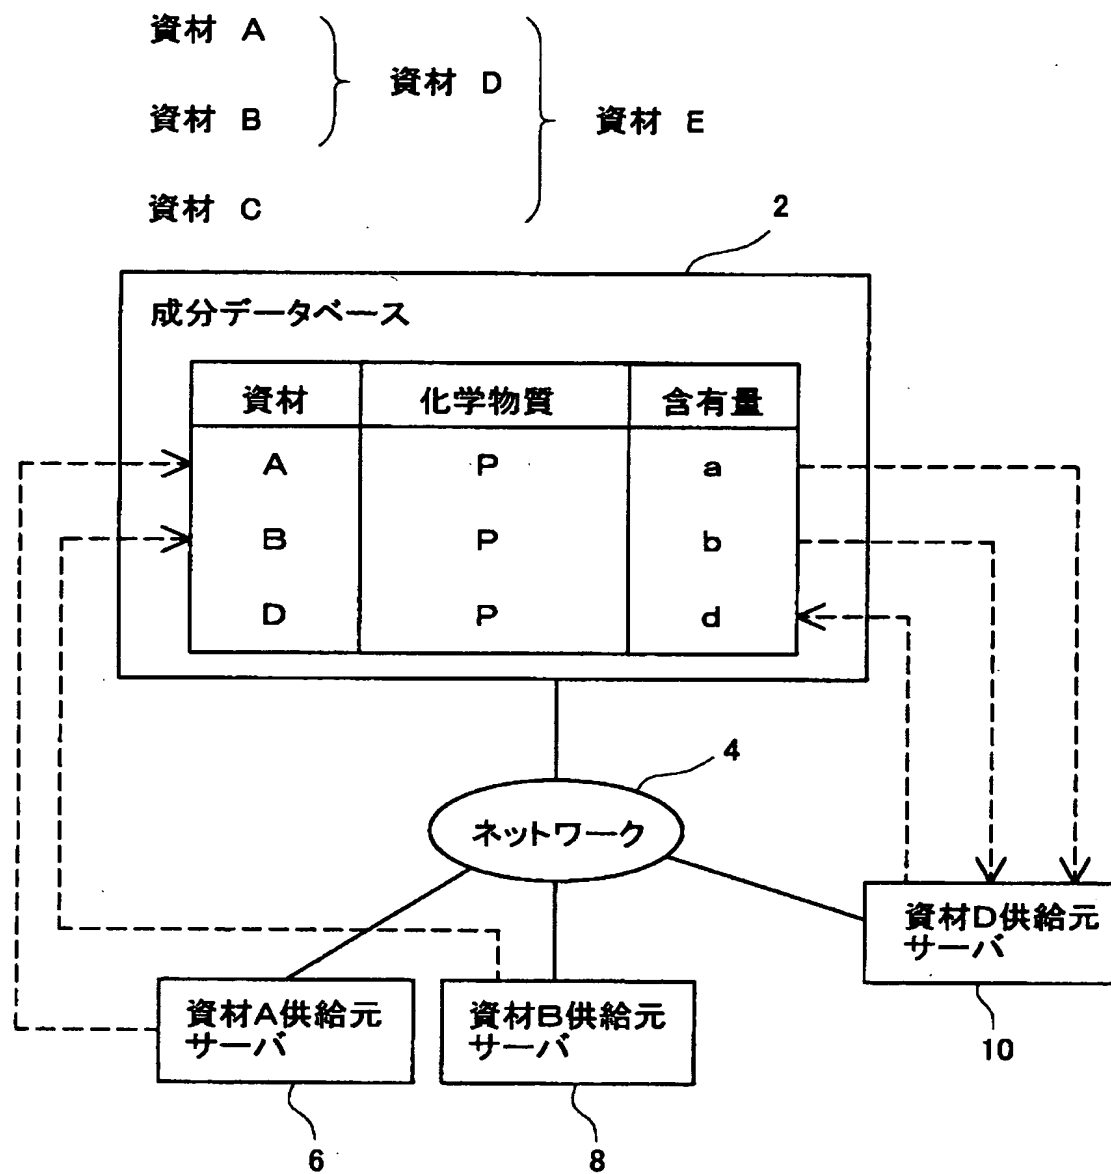 資材 A
資材 D
資材 B
資材 E
資材 C
2
成分データベース
資材 化学物質 含有量
A P a
B P b
D P d
4
ネットワーク
資材D供給元
サーバ
10
資材A供給元
サーバ
6
資材B供給元
サーバ
8